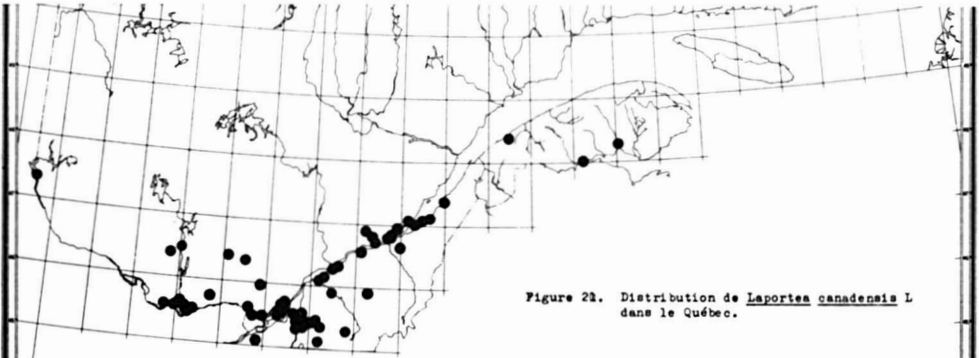 Figure 22. Distribution de Laportea canadensis L
dans le Québec.